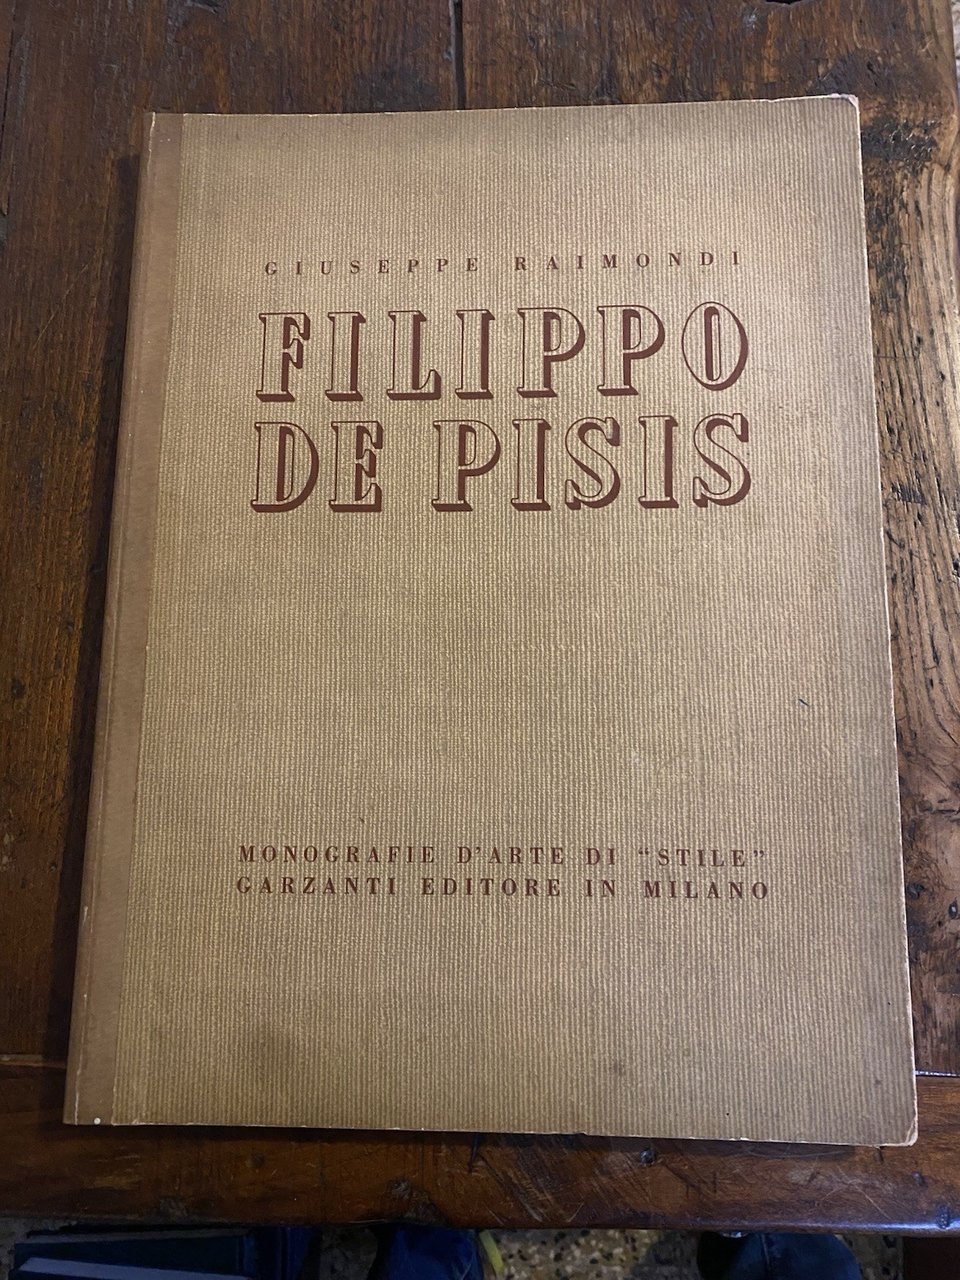 GIUSEPPE RAIMONDI
FILIPPO
DE PISIS
MONOGRAFIE D'ARTE DI “STILE”
GARZANTI EDITORE IN MILANO